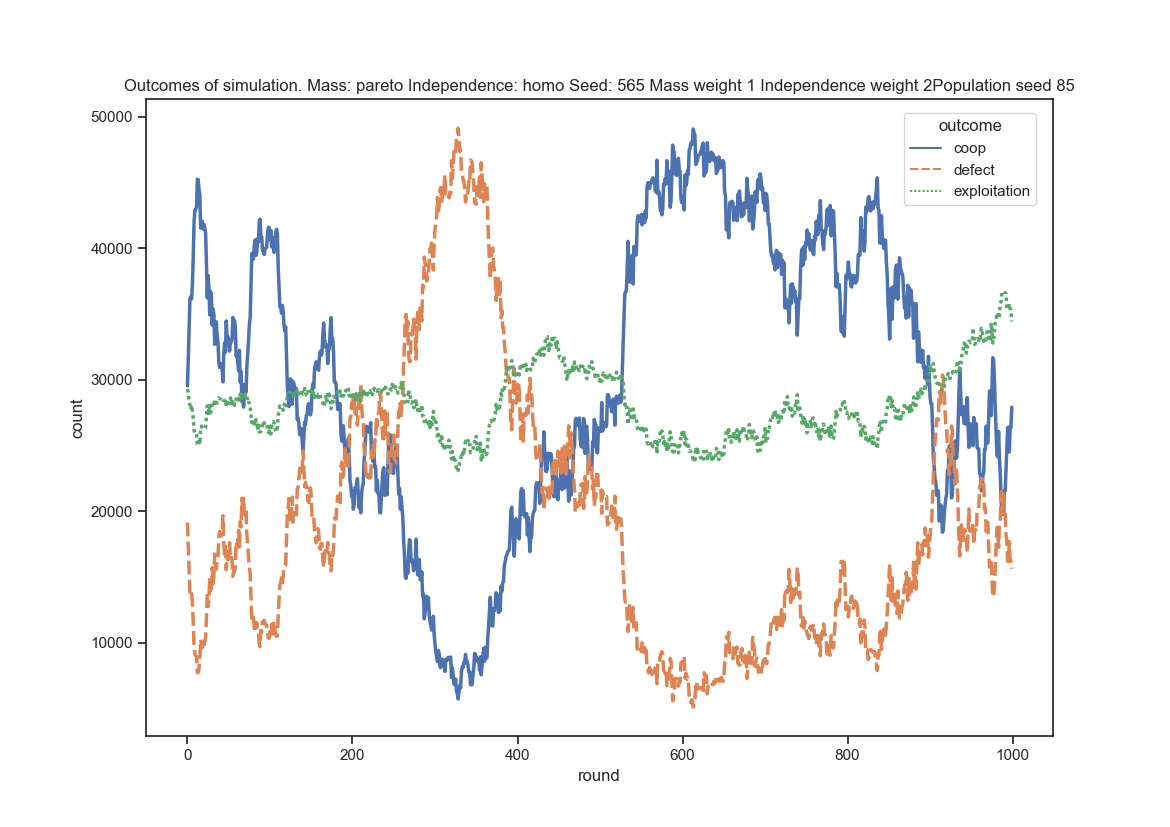 Outcomes of simulation. Mass: pareto Independence: homo Seed: 565 Mass weight 1 Independence weight 2Population seed 85
outcome
coop
defect
exploitation
50000
40000
30000
20000
10000
count
0 200 400 600 800 1000
round